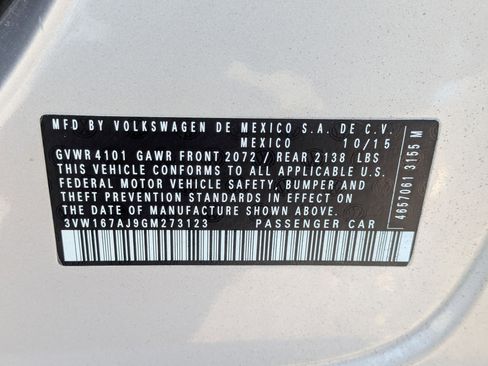 MFD BY VOLKSWAGEN DE MEXICO S.A. DE C.V.
MEXICO 10/15
GVWR 4101 GAWR FRONT 2072 / REAR 2138 LBS
THIS VEHICLE CONFORMS TO ALL APPLICABLE U.S.
FEDERAL MOTOR VEHICLE SAFETY, BUMPER AND
THEFT PREVENTION STANDARDS IN EFFECT ON
THE DATE OF MANUFACTURE SHOWN ABOVE.
3VW167AJ9GM273123 PASSENGER CAR
4657061 3155 M